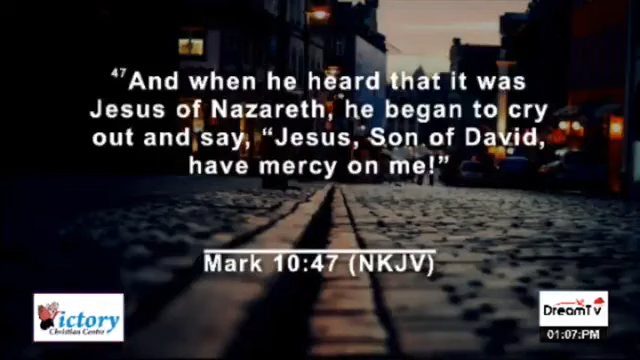 47And when he heard that it was
Jesus of Nazareth, he began to cry
out and say, “Jesus, Son of David,
have mercy on me!”
Mark 10:47 (NKJV)
Victory
Christian Centre
DreamTV
01:07:PM